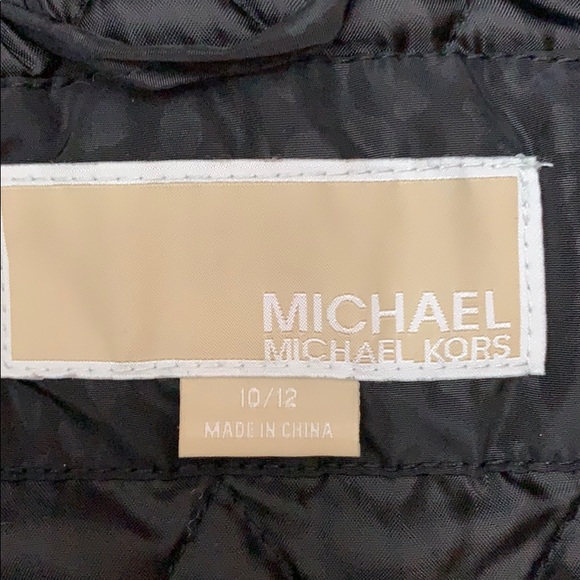 MICHAEL
MICHAEL KORS
10/12
MADE IN CHINA